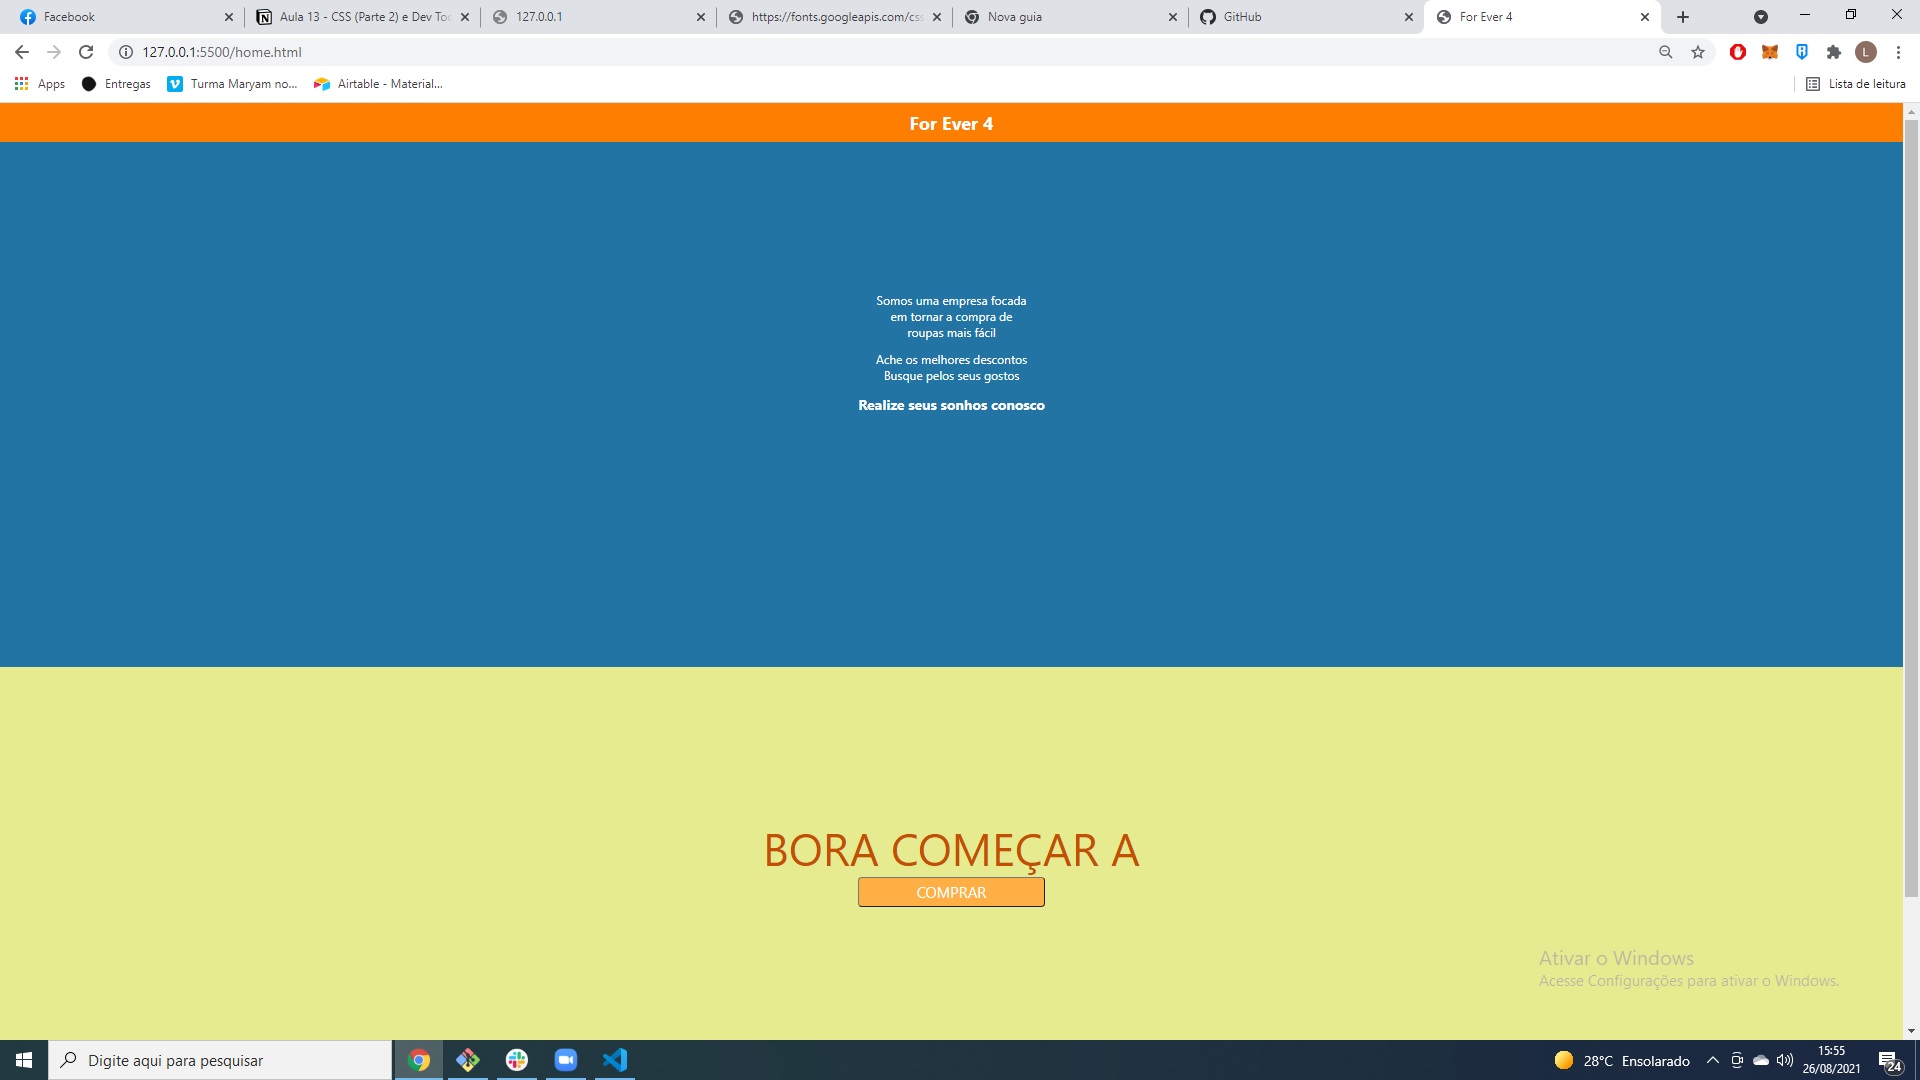 Facebook
Aula 13 - CSS (Parte 2) e Dev Too
127.0.0.1
https://fonts.googleapis.com/css
Nova guia
GitHub
For Ever 4
127.0.0.1:5500/home.html
L
Apps
Entregas
Turma Maryam no...
Airtable - Material...
Lista de leitura
For Ever 4
Somos uma empresa focada
em tornar a compra de
roupas mais fácil
Ache os melhores descontos
Busque pelos seus gostos
Realize seus sonhos conosco
BORA COMEÇAR A
COMPRAR
Ativar o Windows
Acesse Configurações para ativar o Windows.
Digite aqui para pesquisar
28°C Ensolarado
15:55
26/08/2021
24